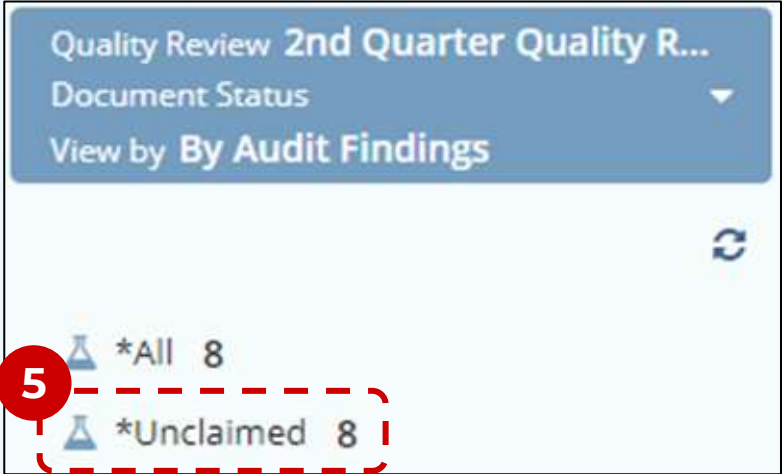 Quality Review 2nd Quarter Quality R...
Document Status
View by By Audit Findings
*All 8
5
*Unclaimed 8